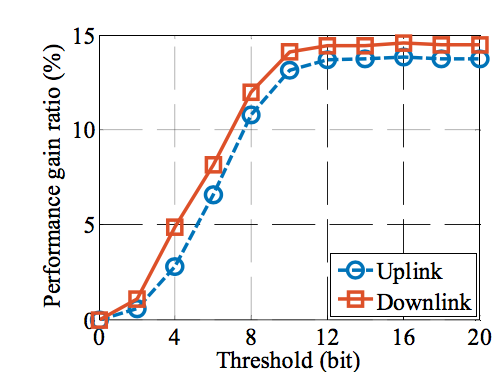 Performance gain ratio (%)
15
10
5
0
0 4 8 12 16 20
Threshold (bit)
Uplink
Downlink